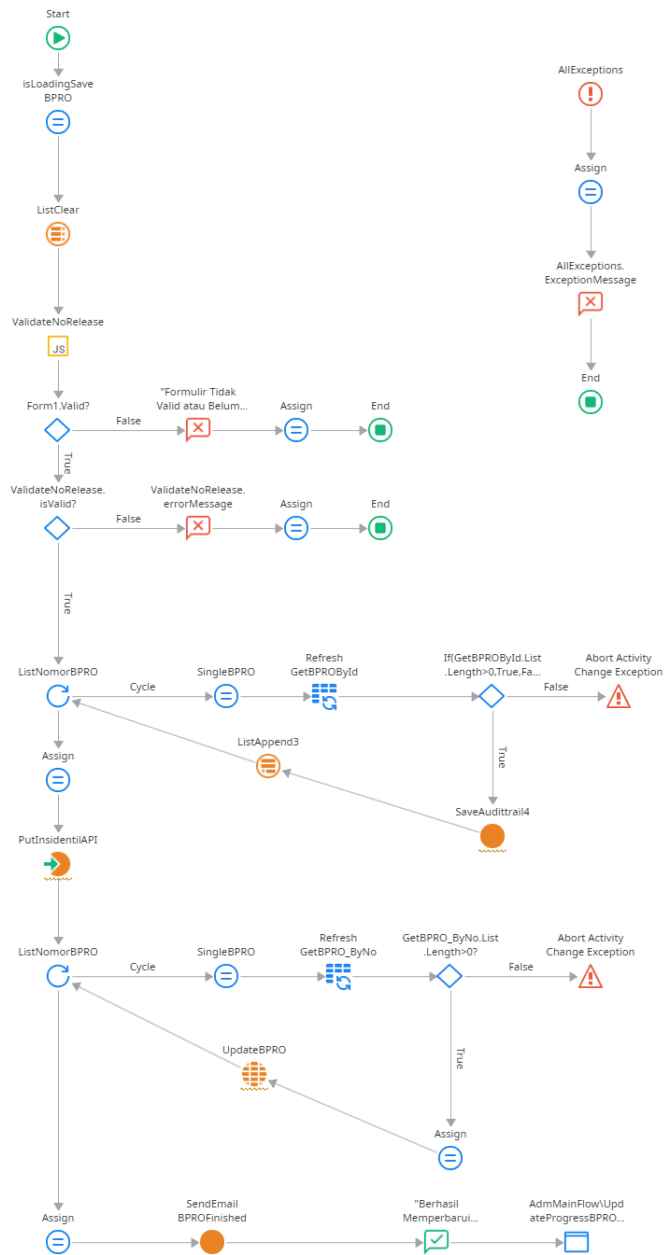 Start
isLoadingSave
BPRO
AllExceptions
Assign
ListClear
AllExceptions.
ExceptionMessage
ValidateNoRelease
JS
End
Form1.Valid?
False
"Formulir Tidak
Valid atau Belum...
Assign
End
True
ValidateNoRelease.
isValid?
False
ValidateNoRelease.
errorMessage
Assign
End
True
ListNomorBPRO
Cycle
SingleBPRO
Refresh
GetBPROById
If(GetBPROById.List
.Length>0,True,Fa...
False
Abort Activity
Change Exception
ListAppend3
True
Assign
SaveAudittrail4
PutInsidentilAPI
ListNomorBPRO
Cycle
SingleBPRO
Refresh
GetBPRO_ByNo
GetBPRO_ByNo.List
.Length>0?
False
Abort Activity
Change Exception
UpdateBPRO
True
Assign
Assign
SendEmail
BPROFinished
"Berhasil
Memperbarui...
AdmMainFlow\Upd
ateProgressBPRO...